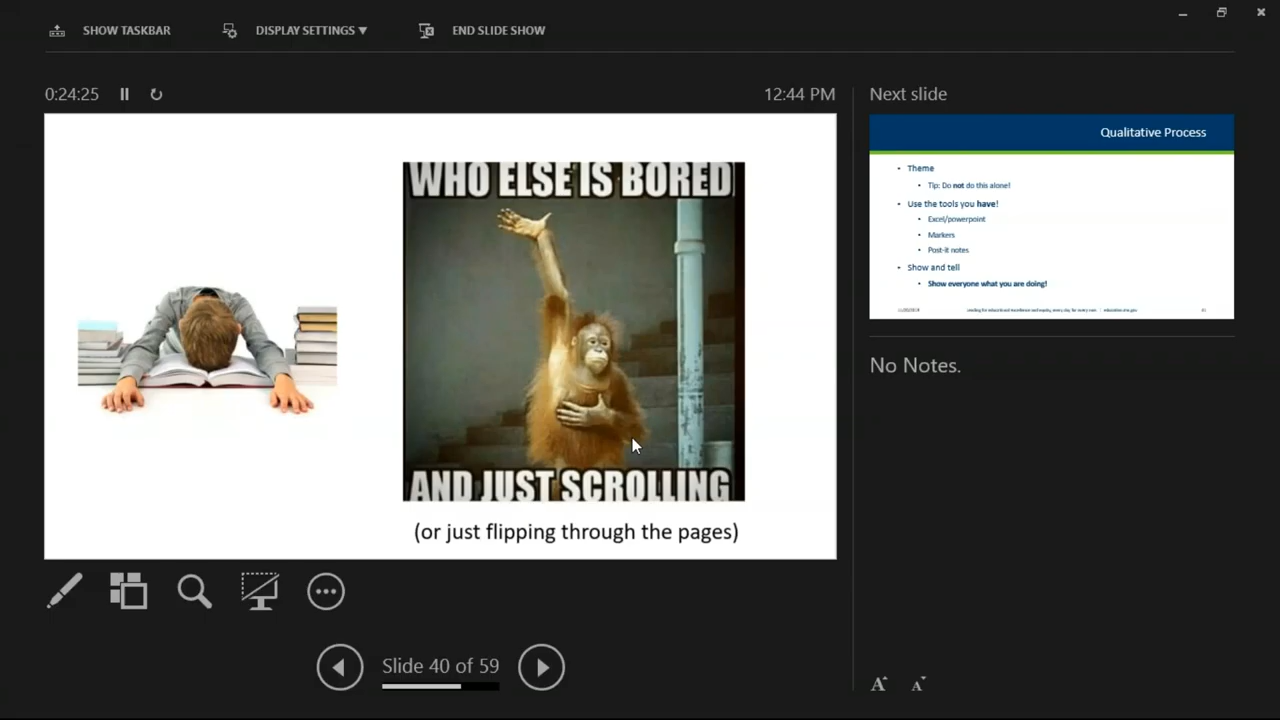 SHOW TASKBAR
DISPLAY SETTINGS
END SLIDE SHOW
0:24:25
12:44 PM
WHO ELSE IS BORED
AND JUST SCROLLING
(or just flipping through the pages)
Slide 40 of 59
Next slide
Qualitative Process
• Theme
• Tip: Do not do this alone!
• Use the tools you have!
• Excel/powerpoint
• Markers
• Post-it notes
• Show and tell
• Show everyone what you are doing!
No Notes.
A A